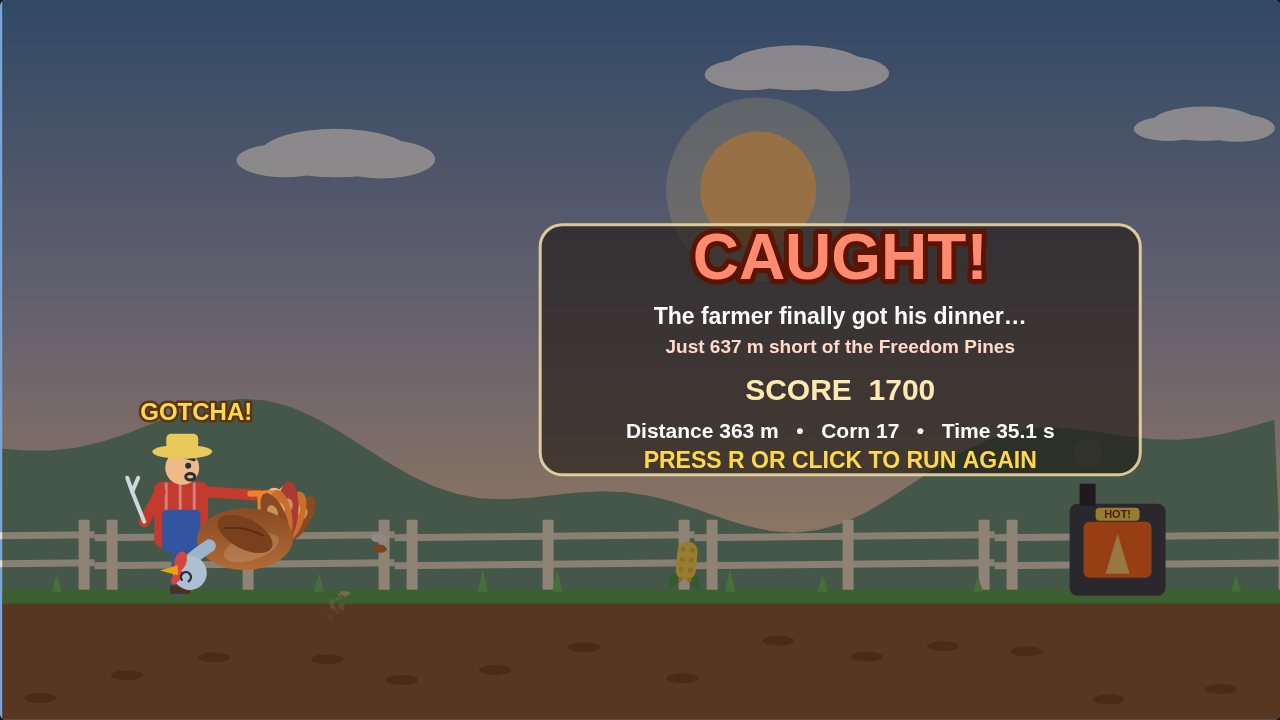 CAUGHT!
The farmer finally got his dinner…
Just 637 m short of the Freedom Pines
SCORE 1700
Distance 363 m • Corn 17 • Time 35.1 s
PRESS R OR CLICK TO RUN AGAIN
GOTCHA!
HOT!